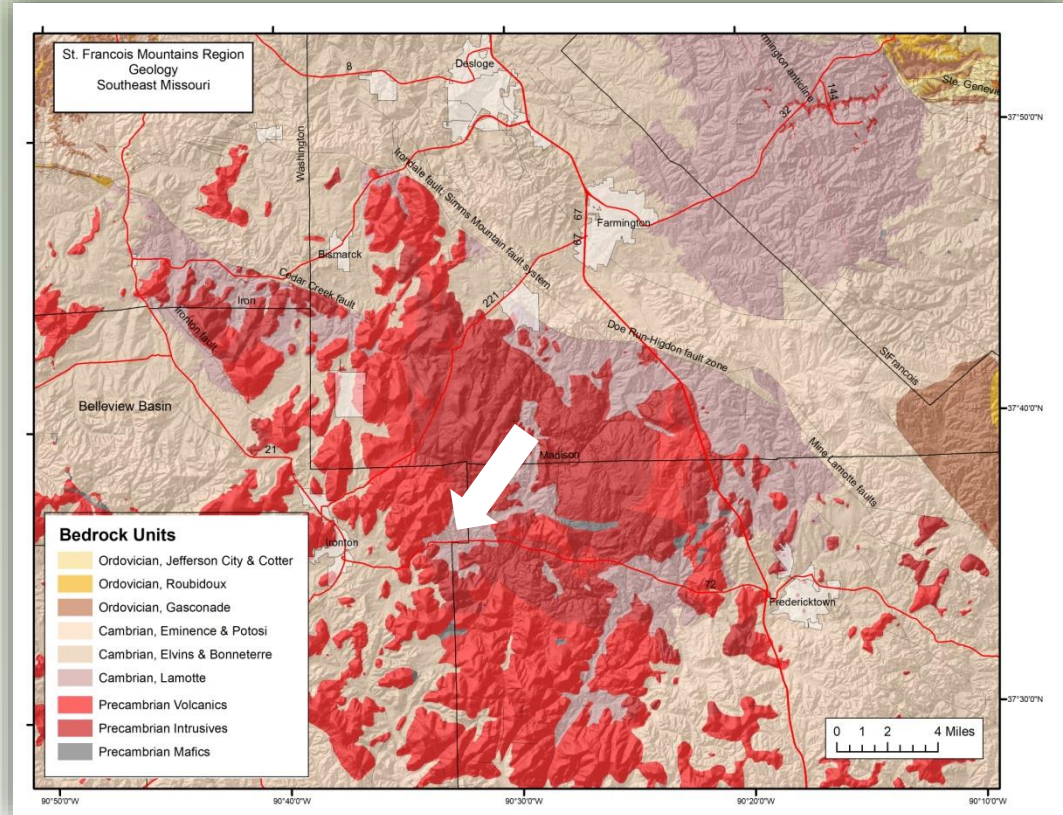 St. Francois Mountains Region
Geology
Southeast Missouri
8
Desloge
rmington anticline
144
32
Ste. Genevi
37°50'0"N
Washington
Irondale fault, Simms Mountain fault system
67
67
Farmington
Bismarck
Cedar Creek fault
Iron
Ironton fault
221
Doe Run-Higdon fault zone
StFrancois
Belleview Basin
37°40'0"N
21
Madison
Mine Lamotte faults
Ironton
72
Fredericktown
Bedrock Units
Ordovician, Jefferson City & Cotter
Ordovician, Roubidoux
Ordovician, Gasconade
Cambrian, Eminence & Potosi
Cambrian, Elvins & Bonneterre
Cambrian, Lamotte
Precambrian Volcanics
Precambrian Intrusives
Precambrian Mafics
37°30'0"N
0 1 2 4 Miles
90°50'0"W 90°40'0"W 90°30'0"W 90°20'0"W 90°10'0"W